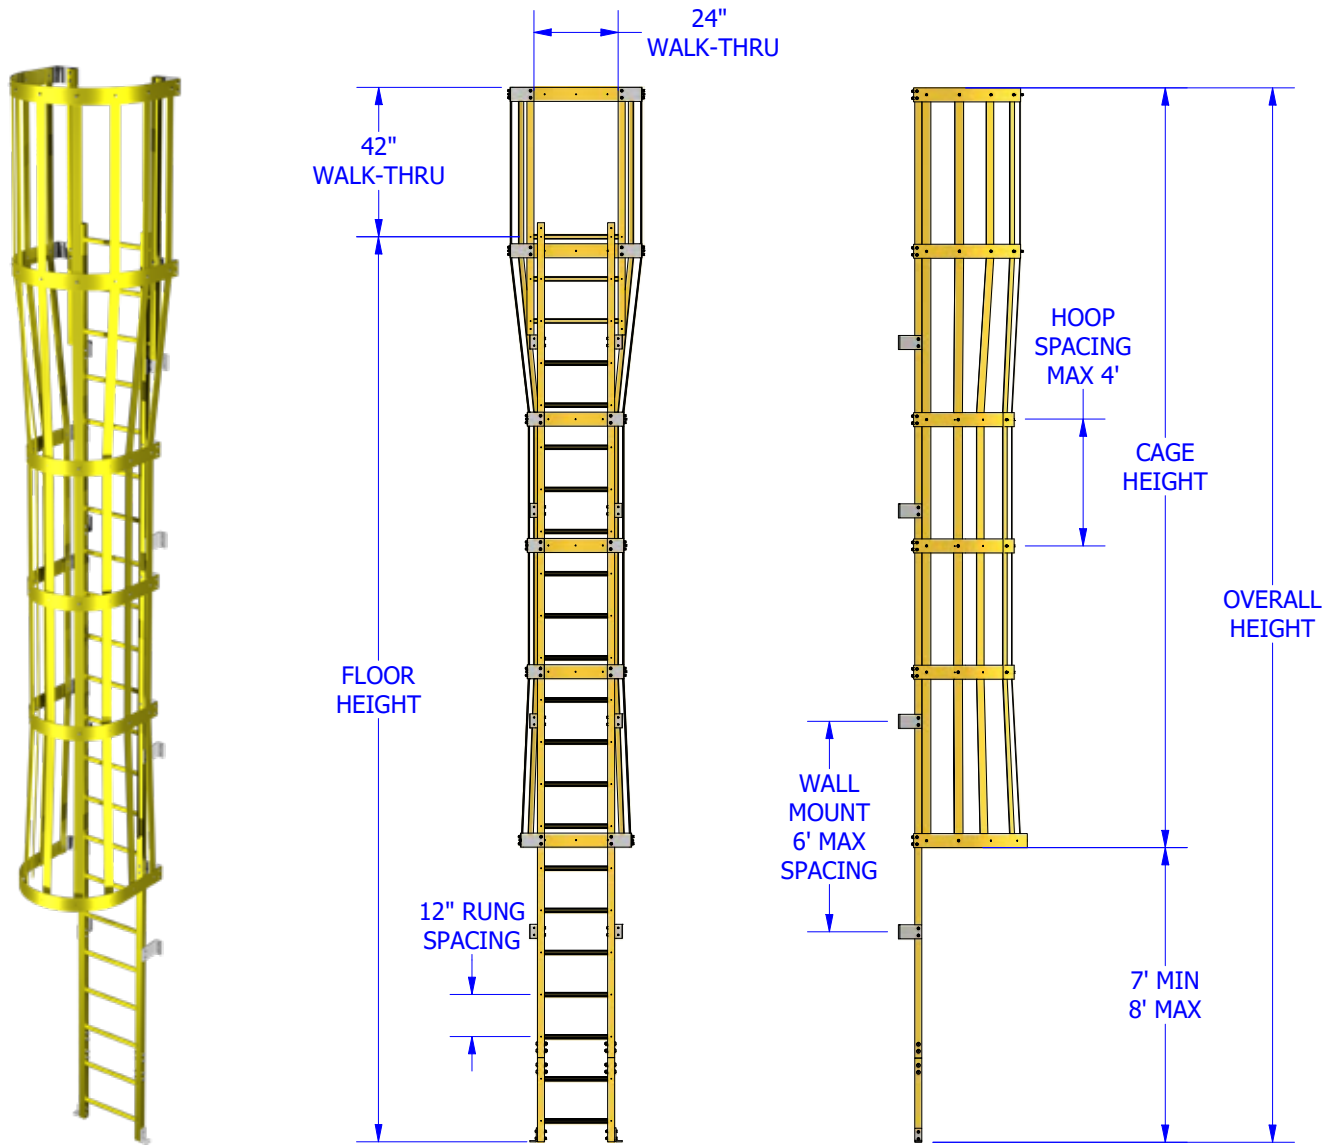 24"
WALK-THRU
42"
WALK-THRU
HOOP
SPACING
MAX 4'
CAGE
HEIGHT
OVERALL
HEIGHT
FLOOR
HEIGHT
WALL
MOUNT
6' MAX
SPACING
12" RUNG
SPACING
7' MIN
8' MAX